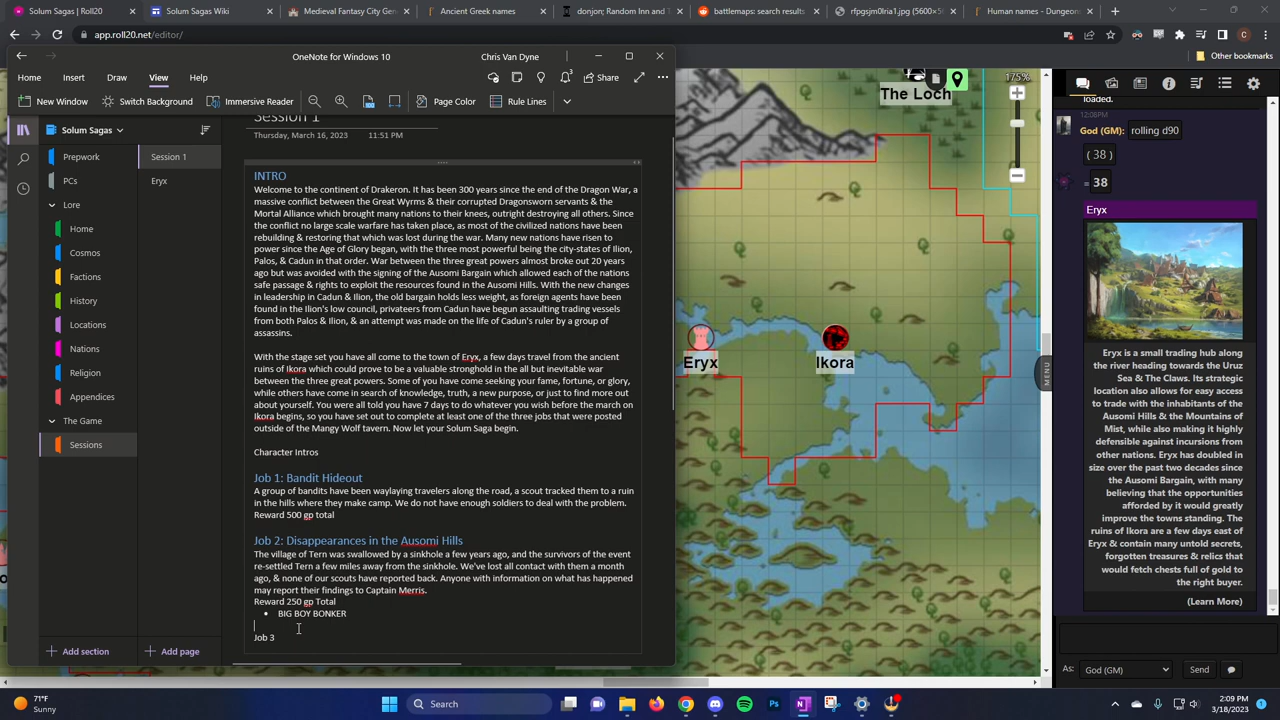 Solum Sagas | Roll20
Solum Sagas Wiki
Medieval Fantasy City Gen
Ancient Greek names
donjon; Random Inn and T
battlemaps: search results
rfpgsjm0lria1.jpg (5600×5
Human names - Dungeon
app.roll20.net/editor/
Other bookmarks
OneNote for Windows 10
Chris Van Dyne
Home
Insert
Draw
View
Help
Share
New Window
Switch Background
Immersive Reader
Page Color
Rule Lines
Solum Sagas
Prepwork
PCs
Lore
Home
Cosmos
Factions
History
Locations
Nations
Religion
Appendices
The Game
Sessions
Add section
Session 1
Eryx
Add page
Session 1
Thursday, March 16, 2023
11:51 PM
INTRO
Welcome to the continent of Drakeron. It has been 300 years since the end of the Dragon War, a
massive conflict between the Great Wyrms & their corrupted Dragonsworn servants & the
Mortal Alliance which brought many nations to their knees, outright destroying all others. Since
the conflict no large scale warfare has taken place, as most of the civilized nations have been
rebuilding & restoring that which was lost during the war. Many new nations have risen to
power since the Age of Glory began, with the three most powerful being the city-states of Ilion,
Palos, & Cadun in that order. War between the three great powers almost broke out 20 years
ago but was avoided with the signing of the Ausomi Bargain which allowed each of the nations
safe passage & rights to exploit the resources found in the Ausomi Hills. With the new changes
in leadership in Cadun & Ilion, the old bargain holds less weight, as foreign agents have been
found in the Ilion's low council, privateers from Cadun have begun assaulting trading vessels
from both Palos & Ilion, & an attempt was made on the life of Cadun's ruler by a group of
assassins.
With the stage set you have all come to the town of Eryx, a few days travel from the ancient
ruins of Ikora which could prove to be a valuable stronghold in the all but inevitable war
between the three great powers. Some of you have come seeking your fame, fortune, or glory,
while others have come in search of knowledge, truth, a new purpose, or just to find more out
about yourself. You were all told you have 7 days to do whatever you wish before the march on
Ikora begins, so you have set out to complete at least one of the three jobs that were posted
outside of the Mangy Wolf tavern. Now let your Solum Saga begin.
Character Intros
Job 1: Bandit Hideout
A group of bandits have been waylaying travelers along the road, a scout tracked them to a ruin
in the hills where they make camp. We do not have enough soldiers to deal with the problem.
Reward 500 gp total
Job 2: Disappearances in the Ausomi Hills
The village of Tern was swallowed by a sinkhole a few years ago, and the survivors of the event
re-settled Tern a few miles away from the sinkhole. We've lost all contact with them a month
ago, & none of our scouts have reported back. Anyone with information on what has happened
may report their findings to Captain Merris.
Reward 250 gp Total
• BIG BOY BONKER
Job 3
The Loch
175%
Eryx
Ikora
MENU
loaded.
12:08PM
God (GM):
rolling d90
( 38 )
= 38
Eryx
Eryx is a small trading hub along
the river heading towards the Uruz
Sea & The Claws. Its strategic
location also allows for easy access
to trade with the inhabitants of the
Ausomi Hills & the Mountains of
Mist, while also making it highly
defensible against incursions from
other nations. Eryx has doubled in
size over the past two decades since
the Ausomi Bargain, with many
believing that the opportunities
afforded by it would greatly
improve the towns standing. The
ruins of Ikora are a few days east of
Eryx & contain many untold secrets,
forgotten treasures & relics that
would fetch chests full of gold to
the right buyer.
(Learn More)
As:
God (GM)
Send
71°F
Sunny
Search
2:09 PM
3/18/2023